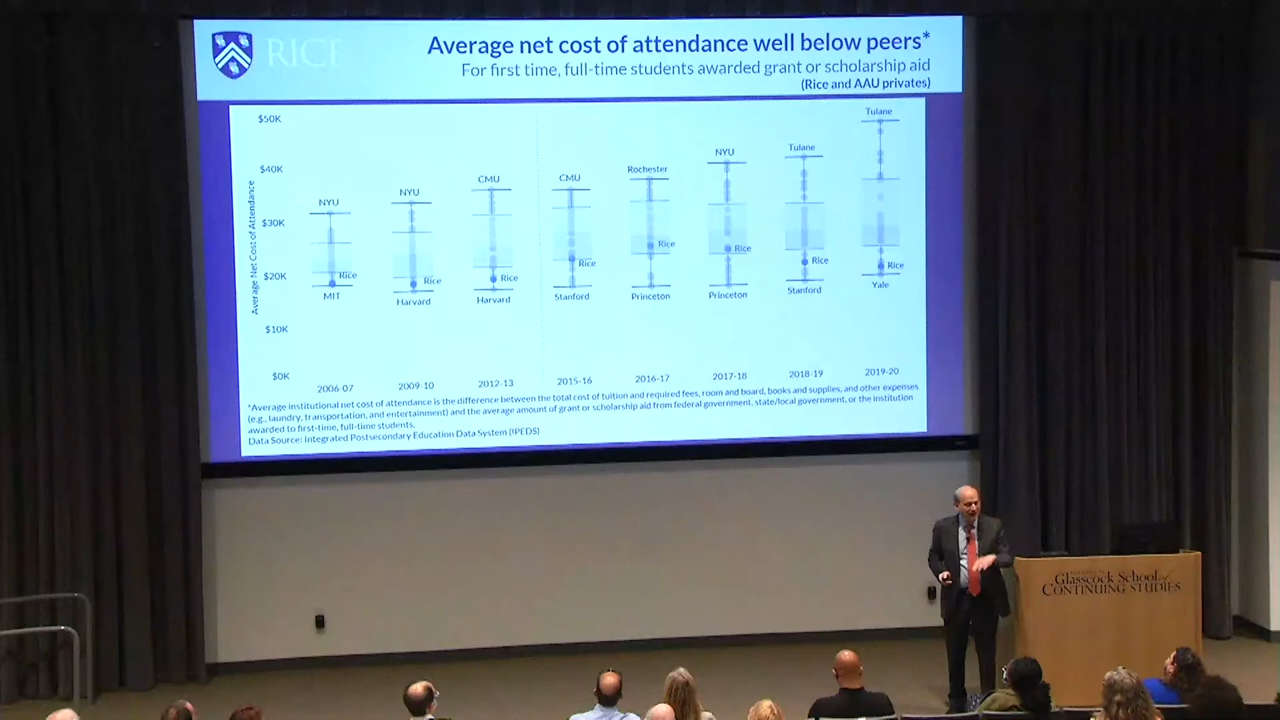 RICE
Average net cost of attendance well below peers*
For first time, full-time students awarded grant or scholarship aid
(Rice and AAU privates)
Average Net Cost of Attendance
$50K
$40K
$30K
$20K
$10K
$0K
NYU
Rice
MIT
2006-07
NYU
Rice
Harvard
2009-10
CMU
Rice
Harvard
2012-13
CMU
Rice
Stanford
2015-16
Rochester
Rice
Princeton
2016-17
NYU
Rice
Princeton
2017-18
Tulane
Rice
Stanford
2018-19
Tulane
Rice
Yale
2019-20
*Average institutional net cost of attendance is the difference between the total cost of tuition and required fees, room and board, books and supplies, and other expenses
(e.g., laundry, transportation, and entertainment) and the average amount of grant or scholarship aid from federal government, state/local government, or the institution
awarded to first-time, full-time students.
Data Source: Integrated Postsecondary Education Data System (IPEDS)
Glasscock School of
CONTINUING STUDIES